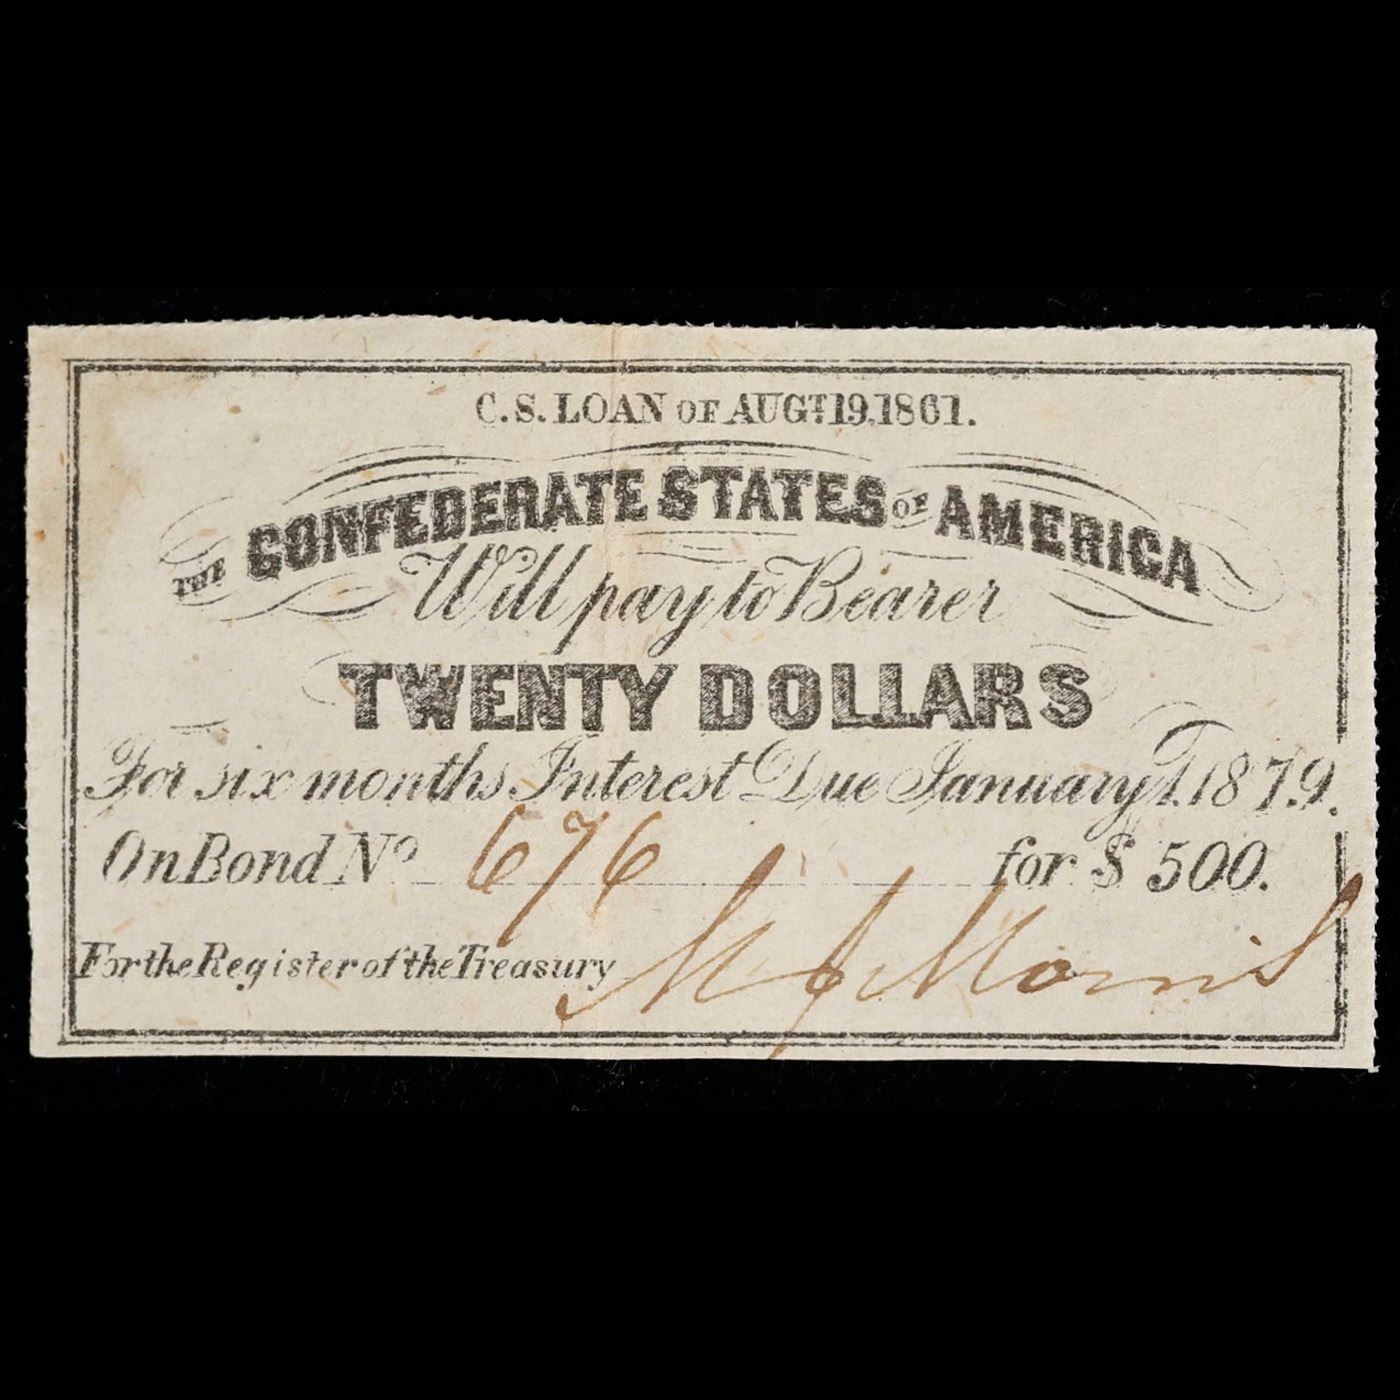 C.S. LOAN OF AUGT 19, 1861.
THE CONFEDERATE STATES OF AMERICA
Will pay to Bearer
TWENTY DOLLARS
For six months Interest Due January 1. 1879.
On Bond No 676 for $ 500.
For the Register of the Treasury M J Morris